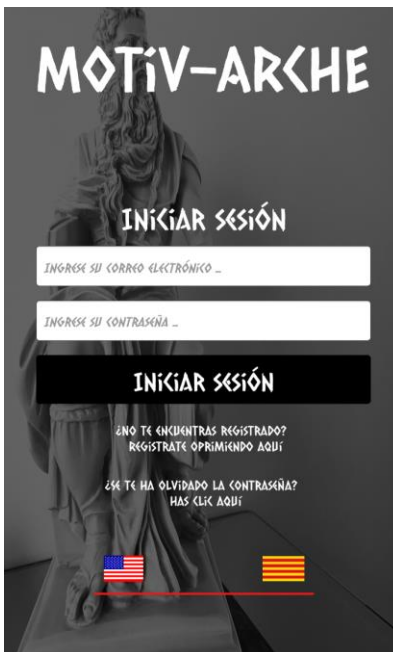 MOTIV-ARCHE
INICIAR SESIÓN
INGRESE SU CORREO ELECTRÓNICO ...
INGRESE SU CONTRASEÑA ...
INICIAR SESIÓN
¿NO TE ENCUENTRAS REGISTRADO?
REGISTRATE OPRIMIENDO AQUÍ
¿SE TE HA OLVIDADO LA CONTRASEÑA?
HAS CLIC AQUÍ